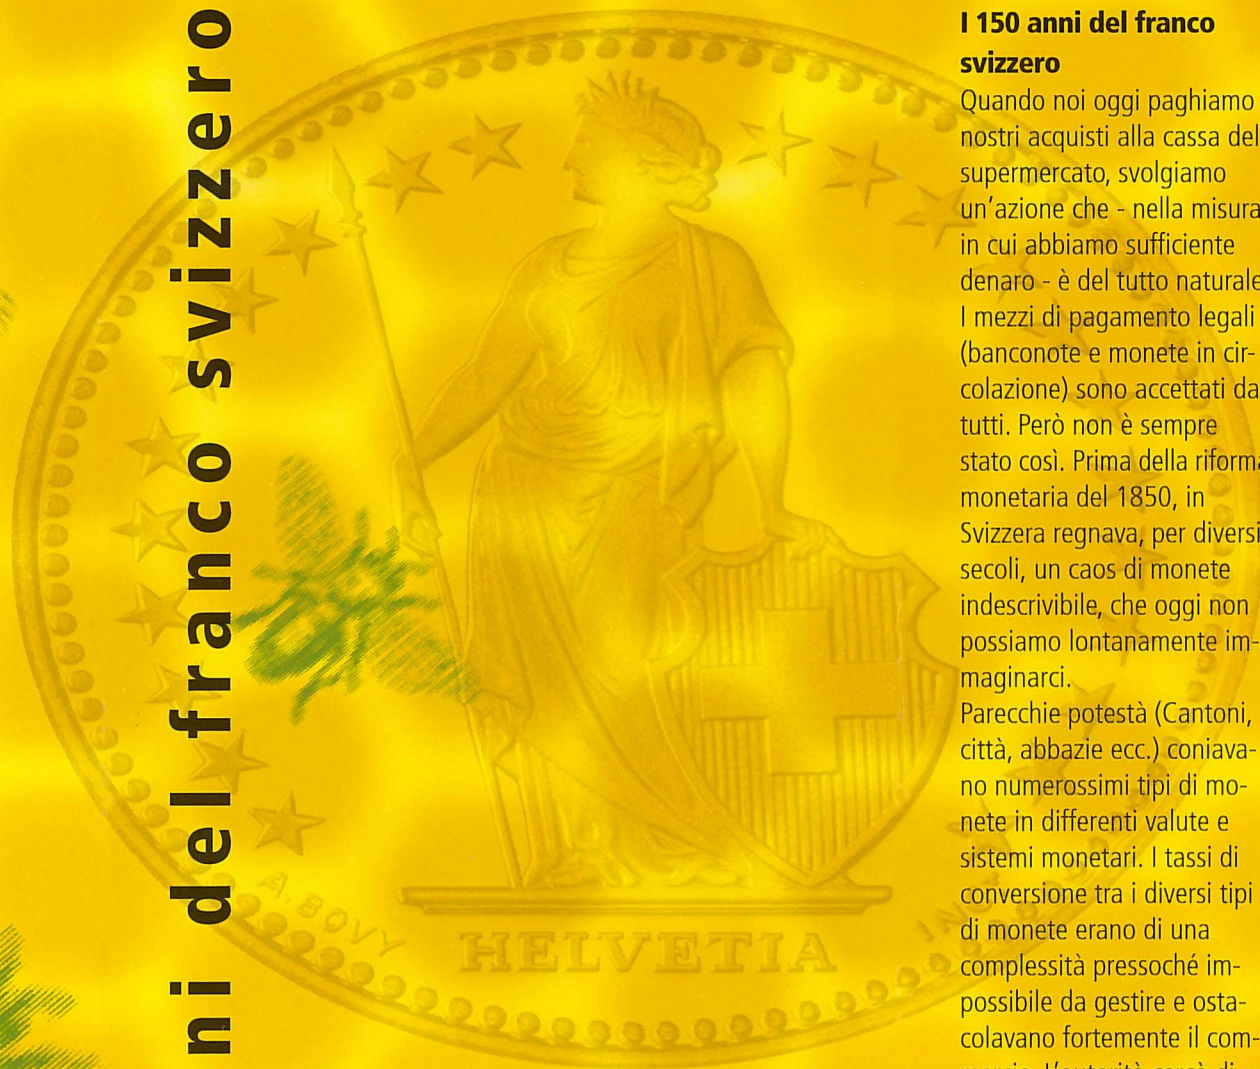 ni del franco svizzero
A. BOVY
HELVETIA
I 150 anni del franco
svizzero
Quando noi oggi paghiamo
nostri acquisti alla cassa del
supermercato, svolgiamo
un'azione che - nella misura
in cui abbiamo sufficiente
denaro - è del tutto naturale
I mezzi di pagamento legali
(banconote e monete in cir-
colazione) sono accettati da
tutti. Però non è sempre
stato così. Prima della riforma
monetaria del 1850, in
Svizzera regnava, per diversi
secoli, un caos di monete
indescrivibile, che oggi non
possiamo lontanamente im-
maginarci.
Parecchie potestà (Cantoni,
città, abbazie ecc.) coniava-
no numerossimi tipi di mo-
nete in differenti valute e
sistemi monetari. I tassi di
conversione tra i diversi tipi
di monete erano di una
complessità pressoché im-
possibile da gestire e osta-
colavano fortemente il com-